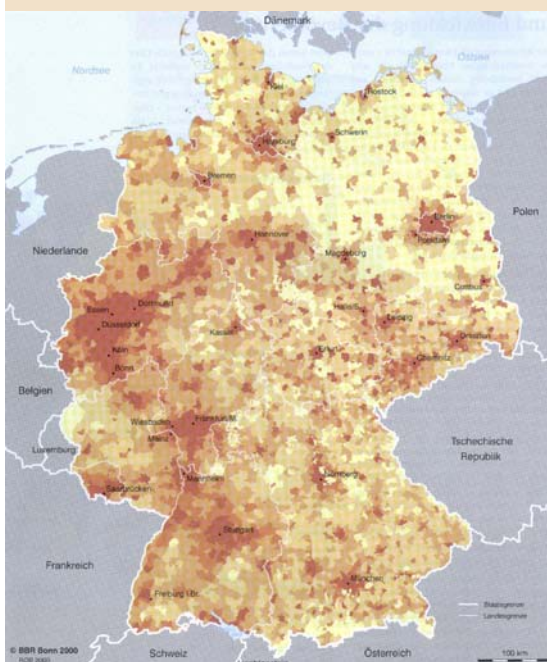 Dänemark
Nordsee
Ostsee
Kiel
Rostock
Schwerin
Hamburg
Bremen
Polen
Berlin
Potsdam
Hannover
Niederlande
Magdeburg
Cottbus
Essen
Dortmund
Halle/S.
Leipzig
Düsseldorf
Kassel
Dresden
Köln
Erfurt
Chemnitz
Bonn
Belgien
Wiesbaden
Frankfurt/M.
Mainz
Tschechische
Republik
Luxemburg
Mannheim
Nürnberg
Saarbrücken
Stuttgart
Frankreich
München
Freiburg i.Br.
Staatsgrenze
Landesgrenze
© BBR Bonn 2000
Schweiz
Österreich
100 km